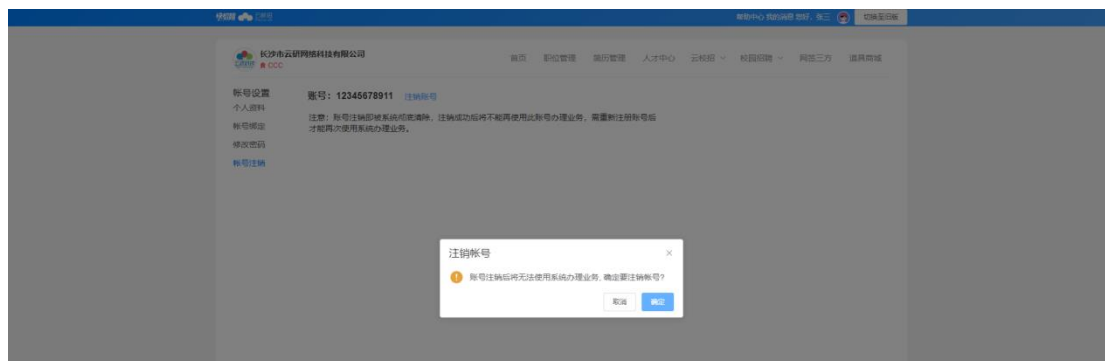 帮助中心 我的消息 您好，张三 切换至旧版
长沙市云研网络科技有限公司
CCC
首页 职位管理 简历管理 人才中心 云校招 校园招聘 网签三方 道具商城
帐号设置
个人资料
帐号绑定
修改密码
帐号注销
账号：12345678911 注销账号
注意：账号注销即被系统彻底清除，注销成功后将不能再使用此账号办理业务，需重新注册账号后
才能再次使用系统办理业务。
注销帐号
账号注销后将无法使用系统办理业务, 确定要注销帐号?
取消 确定